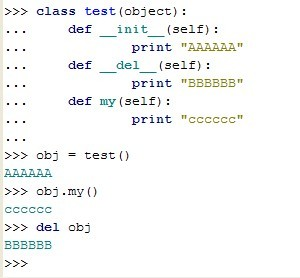 >>> class test(object):
...     def __init__(self):
...             print "AAAAAA"
...     def __del__(self):
...             print "BBBBBB"
...     def my(self):
...             print "cccccc"
...
>>> obj = test()
AAAAAA
>>> obj.my()
cccccc
>>> del obj
BBBBBB
>>>